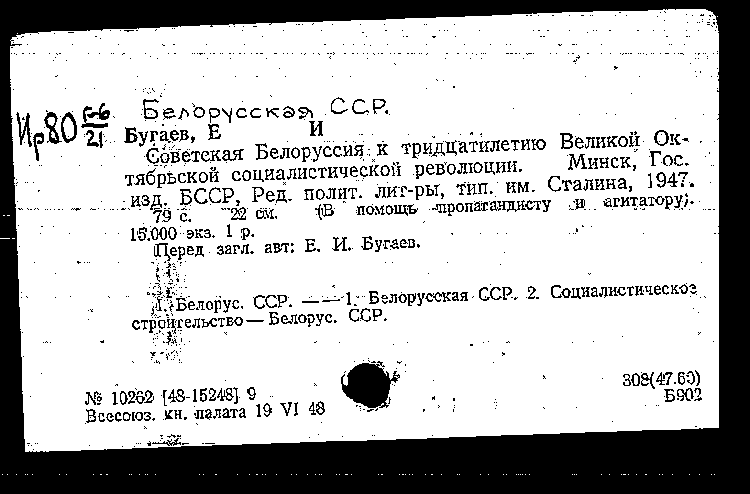 Белорусская ССР.
Ир80 Б-6/21
Бугаев, Е И
Советская Белоруссия к тридцатилетию Великой Ок-
тябрьской социалистической революции. Минск, Гос.
изд. БССР, Ред. полит. лит-ры, тип. им. Сталина, 1947.
79 с. 22 см. (В помощь пропагандисту и агитатору).
15.000 экз. 1 р.
Перед загл. авт: Е. И. Бугаев.
1. Белорус. ССР. — — 1. Белорусская ССР. 2. Социалистическое
строительство — Белорус. ССР.
№ 10262 [48-15248] 9
Всесоюз. кн. палата 19 VI 48
308(47.60)
Б902